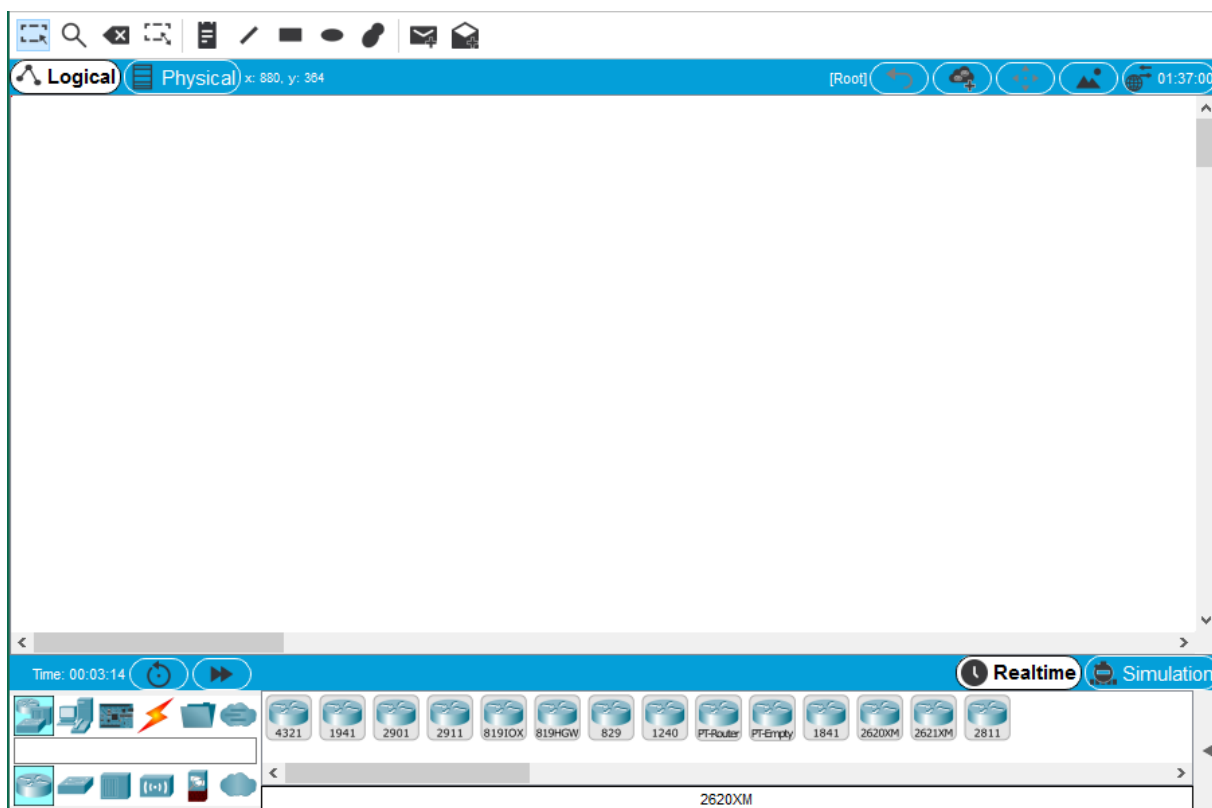 Logical Physical x: 880, y: 364 [Root] 01:37:00
Time: 00:03:14 Realtime Simulation
4321 1941 2901 2911 819IOX 819HGW 829 1240 PT-Router PT-Empty 1841 2620XM 2621XM 2811
2620XM